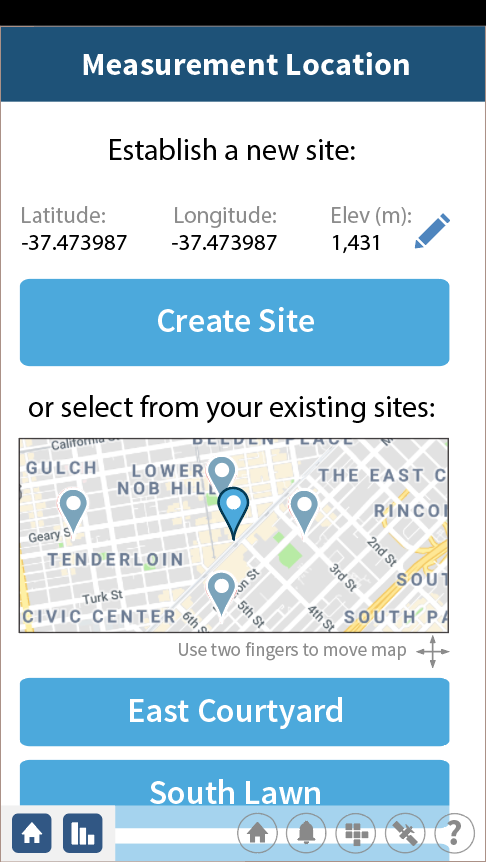 Measurement Location
Establish a new site:
Latitude: Longitude: Elev (m):
-37.473987 -37.473987 1,431
Create Site
or select from your existing sites:
California
BELDEN PLACE
GULCH LOWER THE EAST C
NOB HILL
RINCO
Geary S
2nd St
TENDERLOIN
3rd St SOUT
on St
Turk St
CIVIC CENTER 6th 5th St 4th St SOUTH PA
Use two fingers to move map
East Courtyard
South Lawn
?